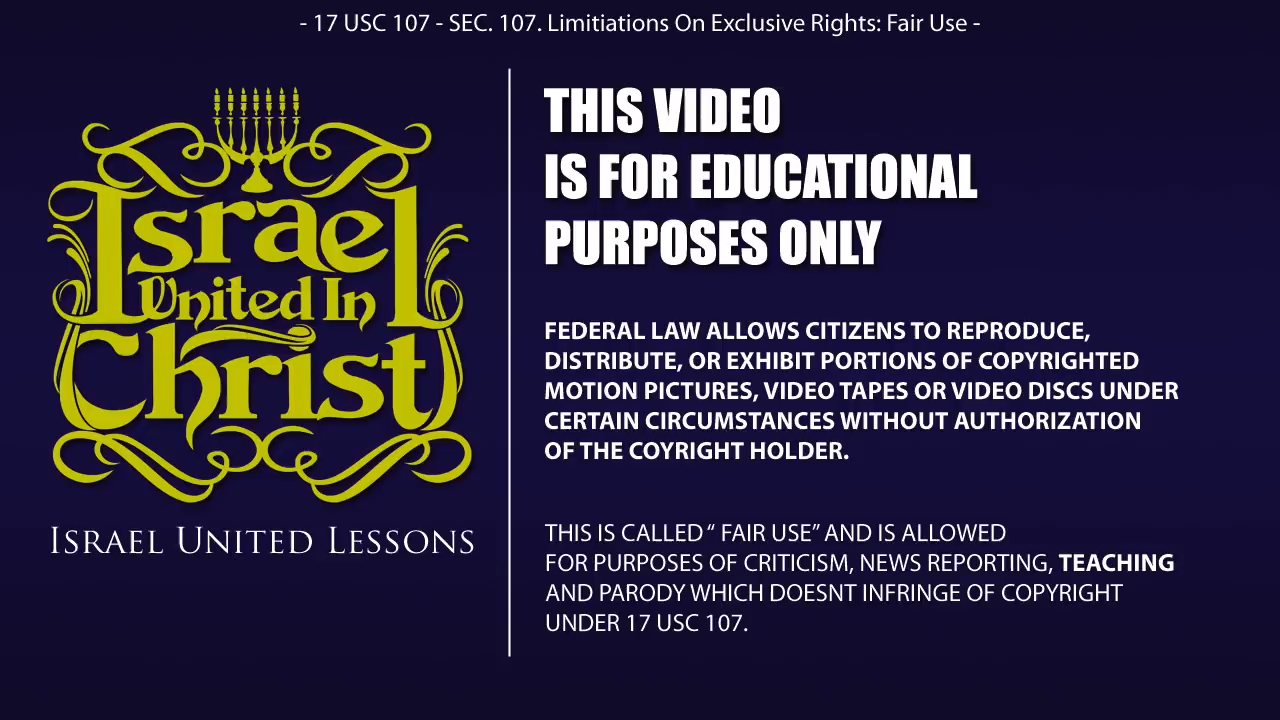 - 17 USC 107 - SEC. 107. Limitiations On Exclusive Rights: Fair Use -
Israel
United In
Christ
ISRAEL UNITED LESSONS
THIS VIDEO
IS FOR EDUCATIONAL
PURPOSES ONLY
FEDERAL LAW ALLOWS CITIZENS TO REPRODUCE,
DISTRIBUTE, OR EXHIBIT PORTIONS OF COPYRIGHTED
MOTION PICTURES, VIDEO TAPES OR VIDEO DISCS UNDER
CERTAIN CIRCUMSTANCES WITHOUT AUTHORIZATION
OF THE COYRIGHT HOLDER.
THIS IS CALLED “ FAIR USE” AND IS ALLOWED
FOR PURPOSES OF CRITICISM, NEWS REPORTING, TEACHING
AND PARODY WHICH DOESNT INFRINGE OF COPYRIGHT
UNDER 17 USC 107.